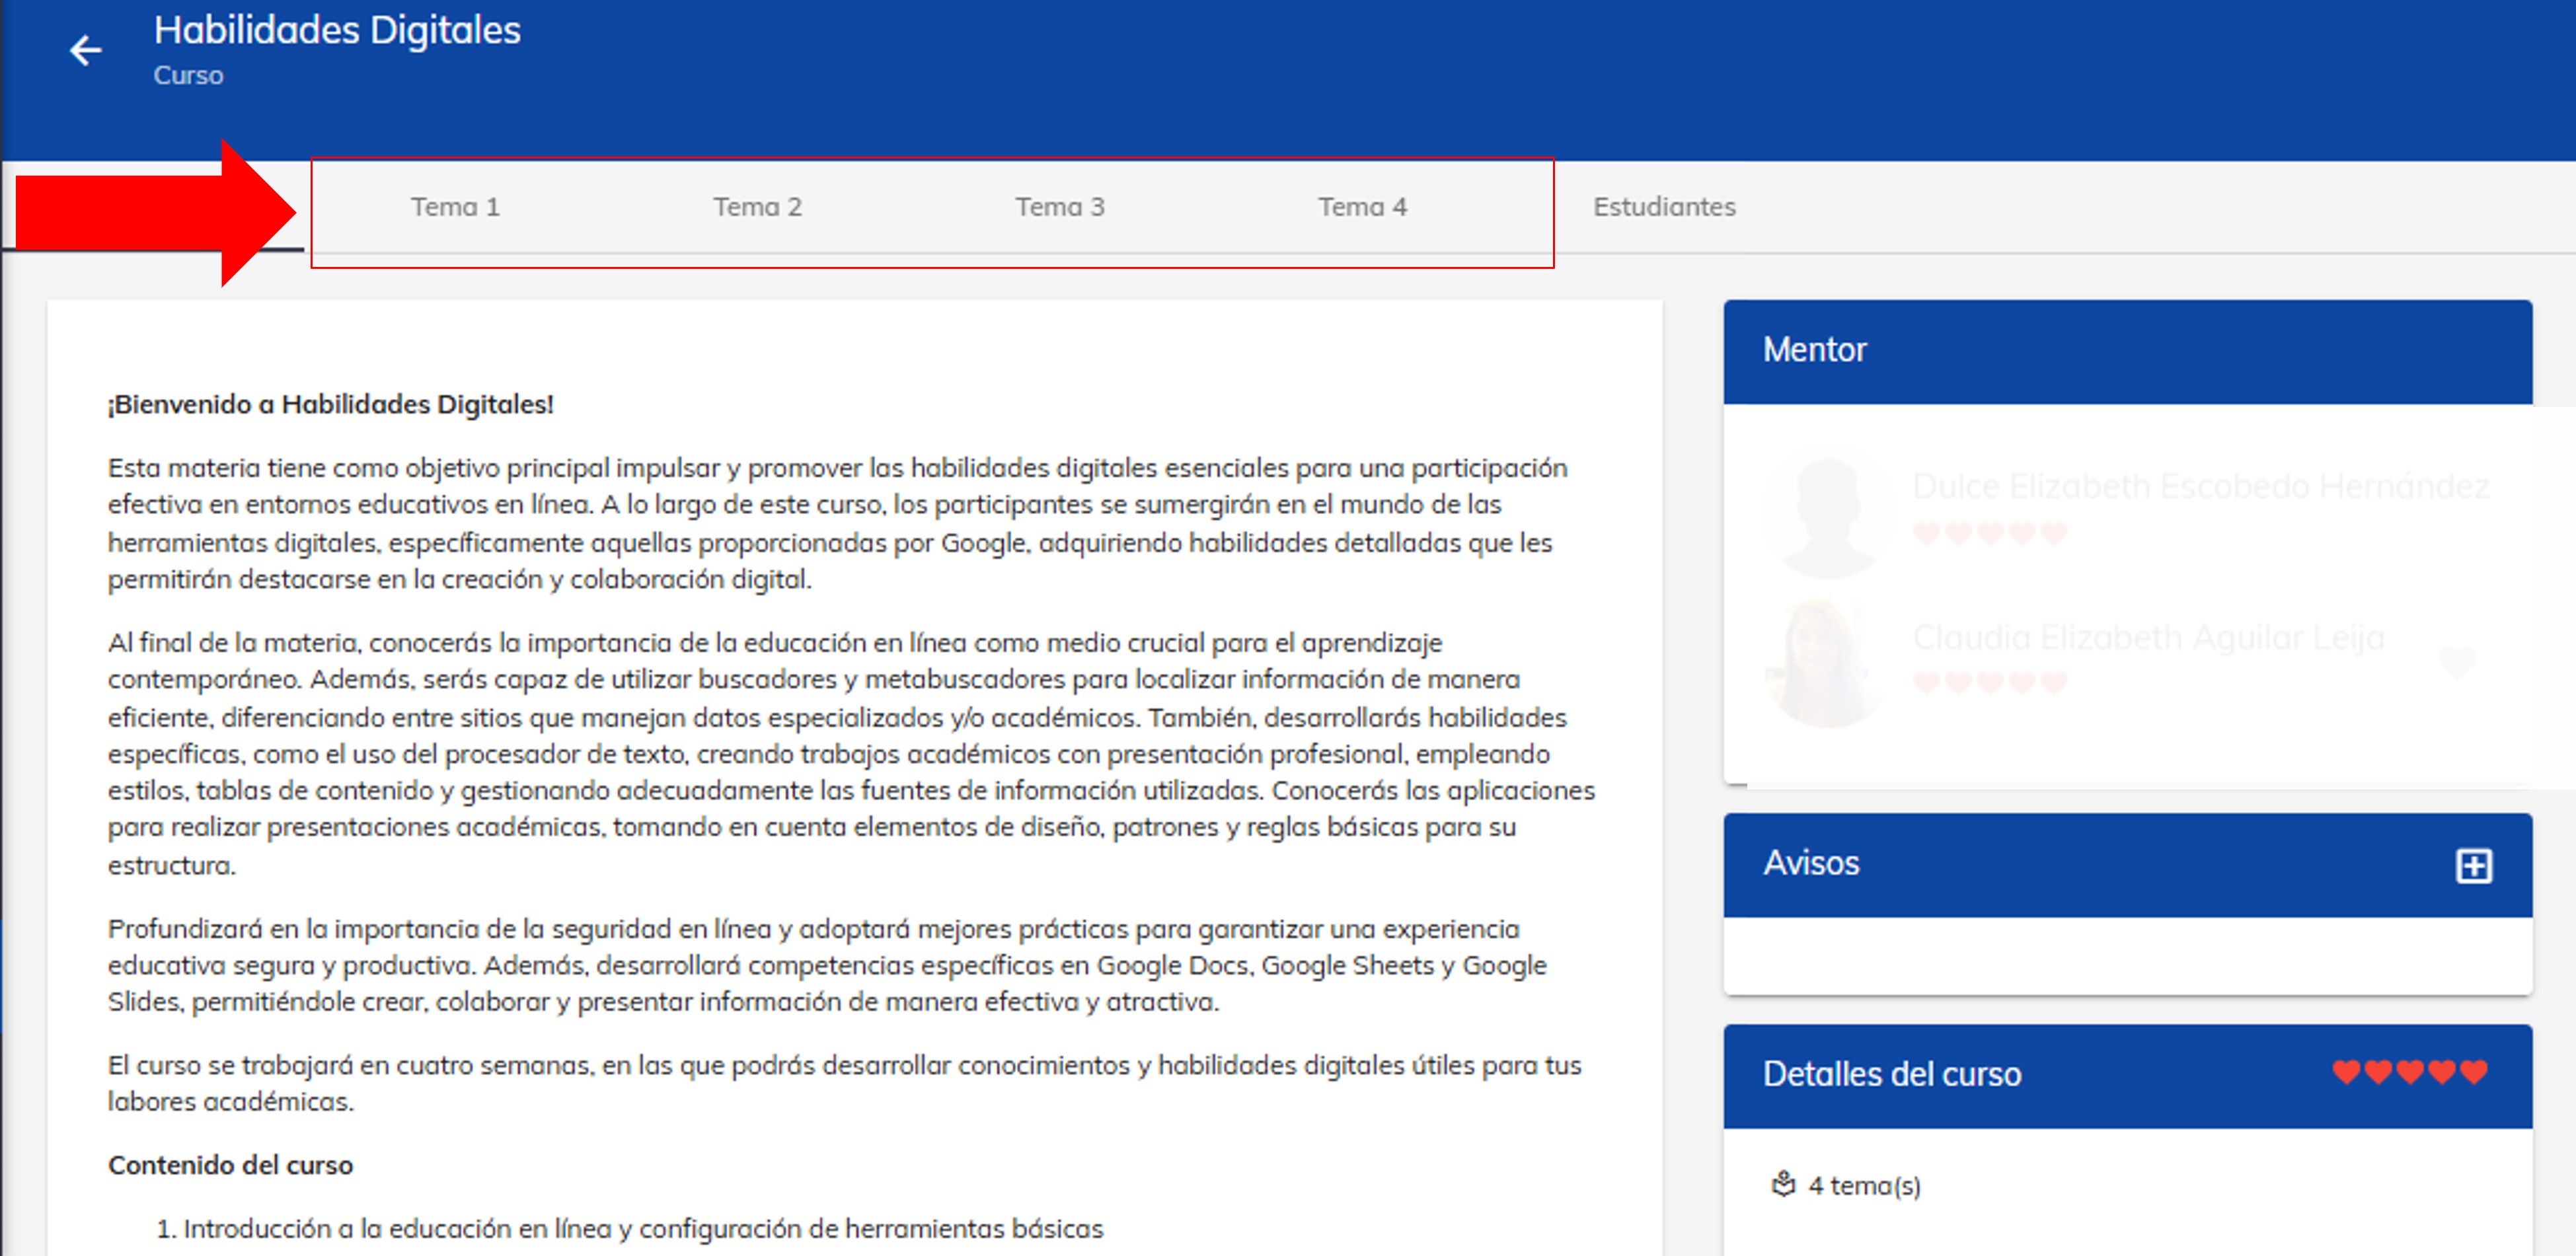 Habilidades Digitales
Curso
Tema 1
Tema 2
Tema 3
Tema 4
Estudiantes
¡Bienvenido a Habilidades Digitales!
Esta materia tiene como objetivo principal impulsar y promover las habilidades digitales esenciales para una participación
efectiva en entornos educativos en línea. A lo largo de este curso, los participantes se sumergirán en el mundo de las
herramientas digitales, específicamente aquellas proporcionadas por Google, adquiriendo habilidades detalladas que les
permitirán destacarse en la creación y colaboración digital.
Al final de la materia, conocerás la importancia de la educación en línea como medio crucial para el aprendizaje
contemporáneo. Además, serás capaz de utilizar buscadores y metabuscadores para localizar información de manera
eficiente, diferenciando entre sitios que manejan datos especializados y/o académicos. También, desarrollarás habilidades
específicas, como el uso del procesador de texto, creando trabajos académicos con presentación profesional, empleando
estilos, tablas de contenido y gestionando adecuadamente las fuentes de información utilizadas. Conocerás las aplicaciones
para realizar presentaciones académicas, tomando en cuenta elementos de diseño, patrones y reglas básicas para su
estructura.
Profundizará en la importancia de la seguridad en línea y adoptará mejores prácticas para garantizar una experiencia
educativa segura y productiva. Además, desarrollará competencias específicas en Google Docs, Google Sheets y Google
Slides, permitiéndole crear, colaborar y presentar información de manera efectiva y atractiva.
El curso se trabajará en cuatro semanas, en las que podrás desarrollar conocimientos y habilidades digitales útiles para tus
labores académicas.
Contenido del curso
1. Introducción a la educación en línea y configuración de herramientas básicas
Mentor
Dulce Elizabeth Escobedo Hernández
Claudia Elizabeth Aguilar Leija
Avisos
Detalles del curso
4 tema(s)